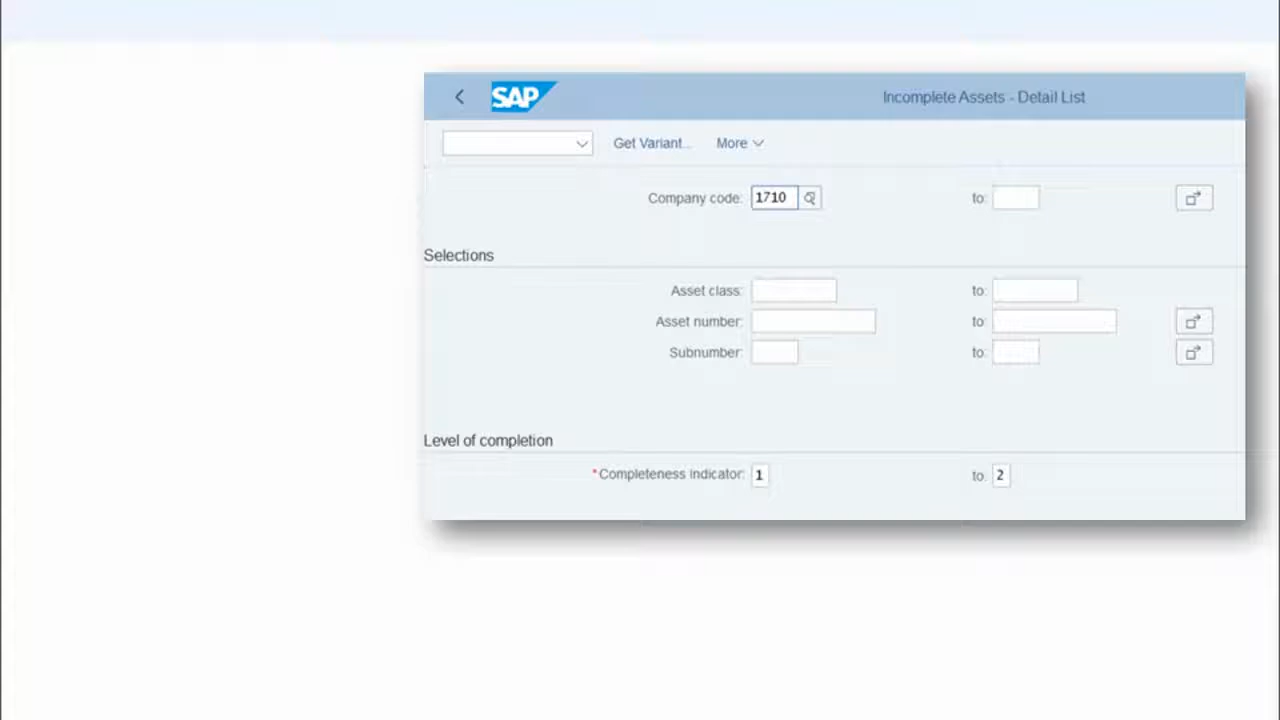 SAP Incomplete Assets - Detail List
Get Variant... More
Company code: 1710 to:
Selections
Asset class: to:
Asset number: to:
Subnumber: to:
Level of completion
*Completeness Indicator: 1 to: 2